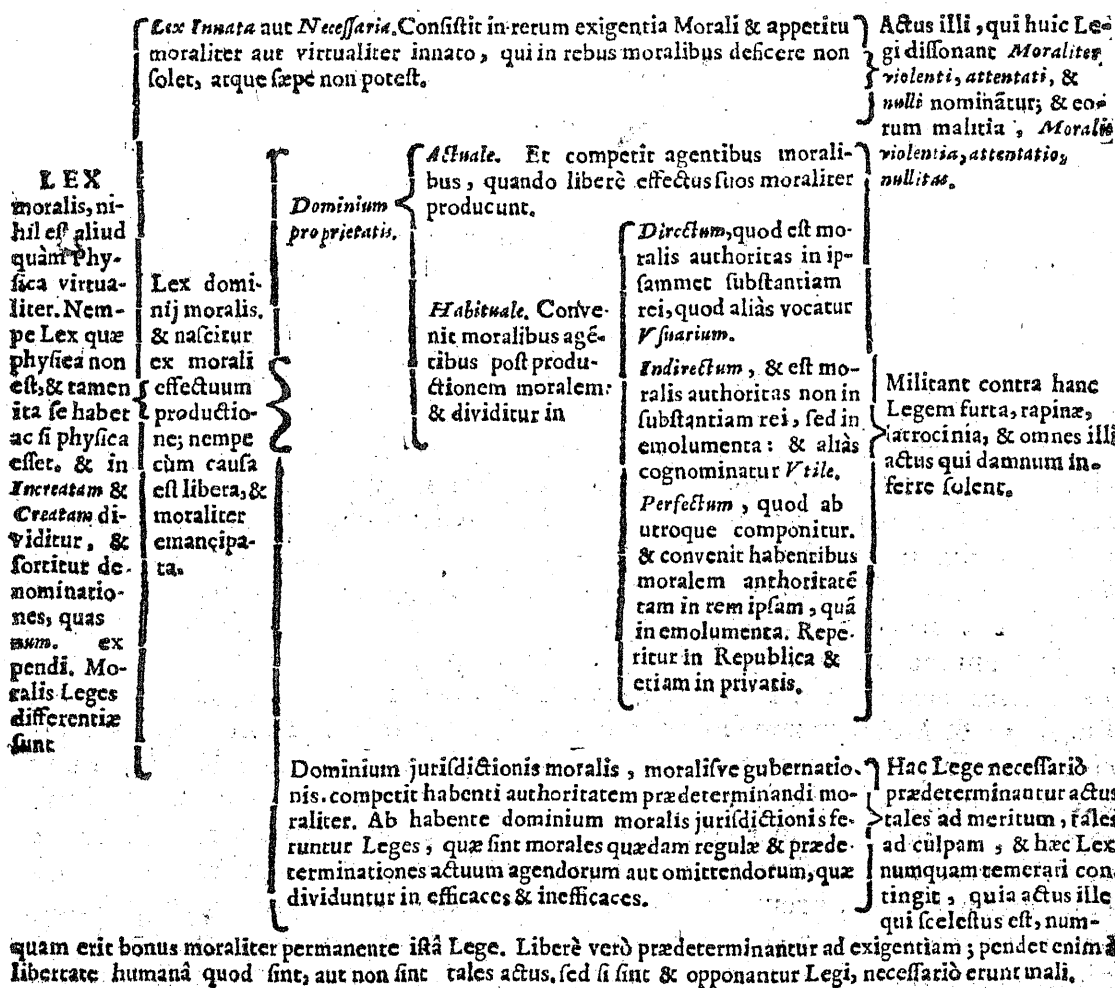 LEX
moralis, ni-
hil eſt aliud
quàm Phy-
ſica virtua-
liter. Nem-
pe Lex quæ
phyſica non
eſt, & tamen
ita ſe habet
ac ſi phyſica
eſſet. & in
Increatam &
Creatam di-
viditur, &
ſortitur de-
nominatio-
nes, quas
num. ex
pendi. Mo-
ralis Leges
differentiæ
ſunt
Lex Innata aut Neceſſaria. Conſiſtit in rerum exigentia Morali & appetitu
moraliter aut virtualiter innato, qui in rebus moralibus deficere non
ſolet, atque ſæpe non poteſt.
Actus illi, qui huic Le-
gi diſſonant Moraliter
violenti, attentati, &
nulli nominãtur; & eo-
rum malitia, Moralis
violentia, attentatio,
nullitas.
Lex domi-
nij moralis.
& naſcitur
ex morali
effectuum
productio-
ne; nempe
cùm cauſa
eſt libera, &
moraliter
emancipa-
ta.
Dominium
proprietatis.
Actuale. Et competit agentibus morali-
bus, quando liberè effectus ſuos moraliter
producunt.
Habituale. Conve-
nit moralibus agẽ-
tibus poſt produ-
ctionem moralem:
& dividitur in
Directum, quod eſt mo-
ralis authoritas in ip-
ſammet ſubſtantiam
rei, quod aliàs vocatur
Vſuarium.
Indirectum, & eſt mo-
ralis authoritas non in
ſubſtantiam rei, ſed in
emolumenta: & aliàs
cognominatur Vtile.
Perfectum, quod ab
utroque componitur.
& convenit habentibus
moralem anthoritatẽ
tam in rem ipſam, quã
in emolumenta. Repe-
ritur in Republica &
etiam in privatis.
Militant contra hanc
Legem furta, rapinæ,
latrocinia, & omnes illi
actus qui damnum in-
ferre ſolent.
Dominium juriſdictionis moralis, moraliſve gubernatio-
nis. competit habenti authoritatem prædeterminandi mo-
raliter. Ab habente dominium moralis juriſdictionis fe-
runtur Leges, quæ ſint morales quædam regulæ & præde-
terminationes actuum agendorum aut omittendorum, quæ
dividuntur in efficaces & inefficaces.
Hac Lege neceſſariò
prædeterminantur actus
tales ad meritum, tales
ad culpam, & hæc Lex
numquam temerari con
tingit, quia actus ille
qui ſceleſtus eſt, num-
quam erit bonus moraliter permanente iſtâ Lege. Liberè verò prædeterminantur ad exigentiam; pendet enim à
libertate humanâ quod ſint, aut non ſint tales actus. ſed ſi ſint & opponantur Legi, neceſſariò erunt mali.